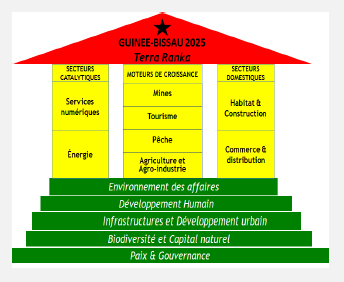 GUINEE-BISSAU 2025
Terra Ranka
SECTEURS
CATALYTIQUES
Services
numériques
Énergie
MOTEURS DE CROISSANCE
Mines
Tourisme
Pêche
Agriculture et
Agro-industrie
SECTEURS
DOMESTIQUES
Habitat &
Construction
Commerce &
distribution
Environnement des affaires
Développement Humain
Infrastructures et Développement urbain
Biodiversité et Capital naturel
Paix & Gouvernance